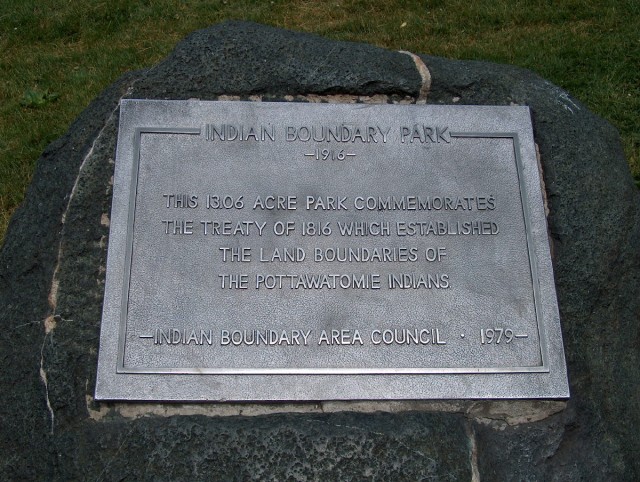 INDIAN BOUNDARY PARK
-1916-
THIS 13.06 ACRE PARK COMMEMORATES
THE TREATY OF 1816 WHICH ESTABLISHED
THE LAND BOUNDARIES OF
THE POTTAWATOMIE INDIANS.
-INDIAN BOUNDARY AREA COUNCIL · 1979-